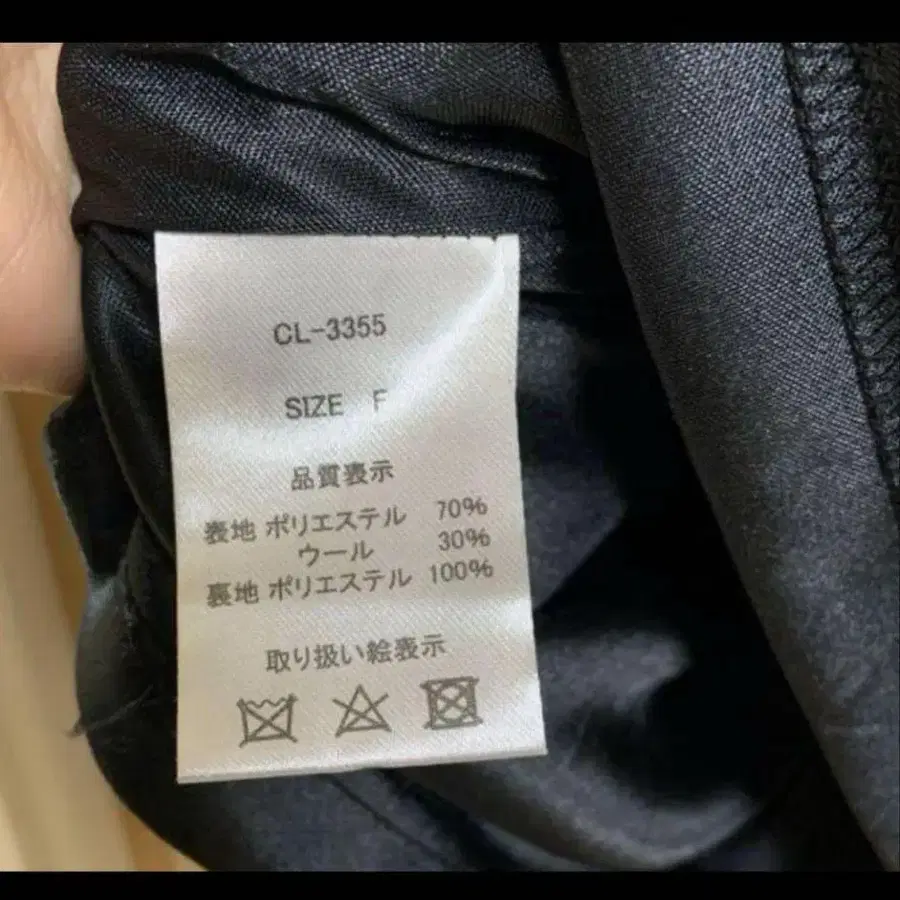 CL-3355
SIZE F
品質表示
表地 ポリエステル 70%
ウール 30%
裏地 ポリエステル 100%
取り扱い絵表示